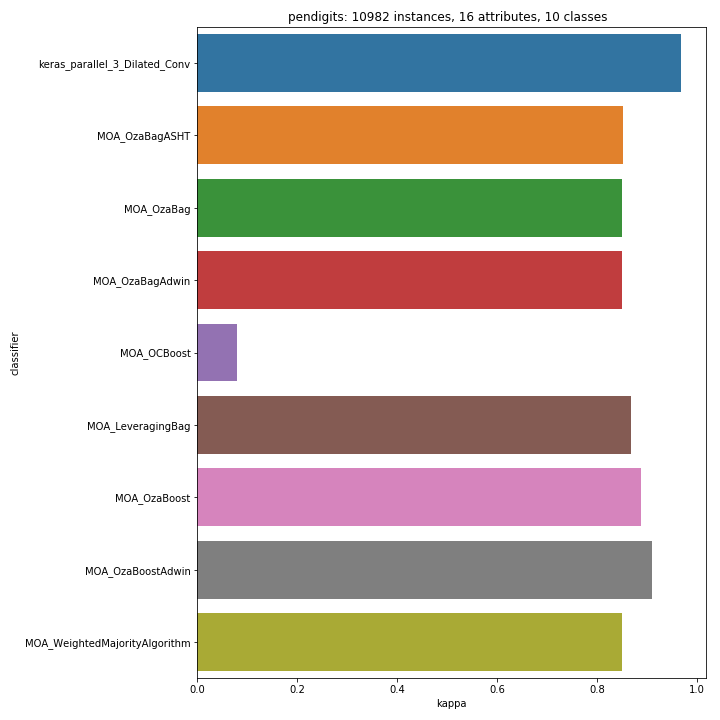 pendigits: 10982 instances, 16 attributes, 10 classes
classifier
keras_parallel_3_Dilated_Conv
MOA_OzaBagASHT
MOA_OzaBag
MOA_OzaBagAdwin
MOA_OCBoost
MOA_LeveragingBag
MOA_OzaBoost
MOA_OzaBoostAdwin
MOA_WeightedMajorityAlgorithm
0.0 0.2 0.4 0.6 0.8 1.0
kappa